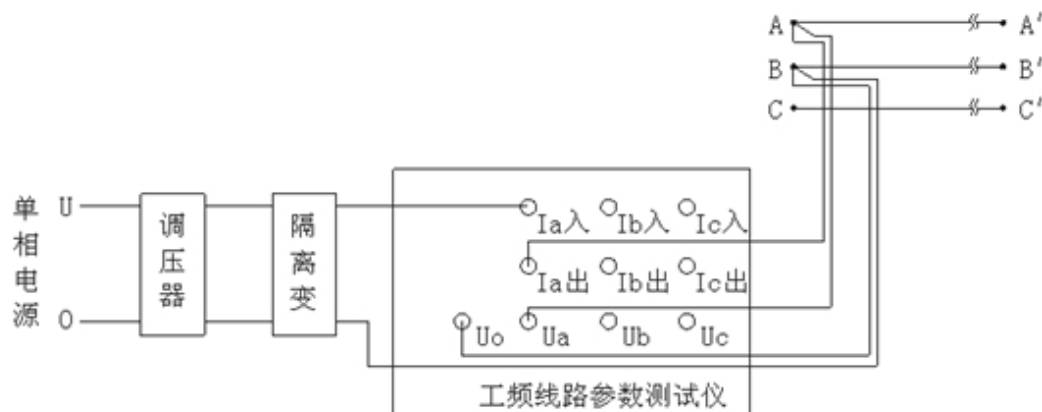 A A'
B B'
C C'
单相电源
U
O
调压器
隔离变
Ia入 Ib入 Ic入
Ia出 Ib出 Ic出
Uo Ua Ub Uc
工频线路参数测试仪